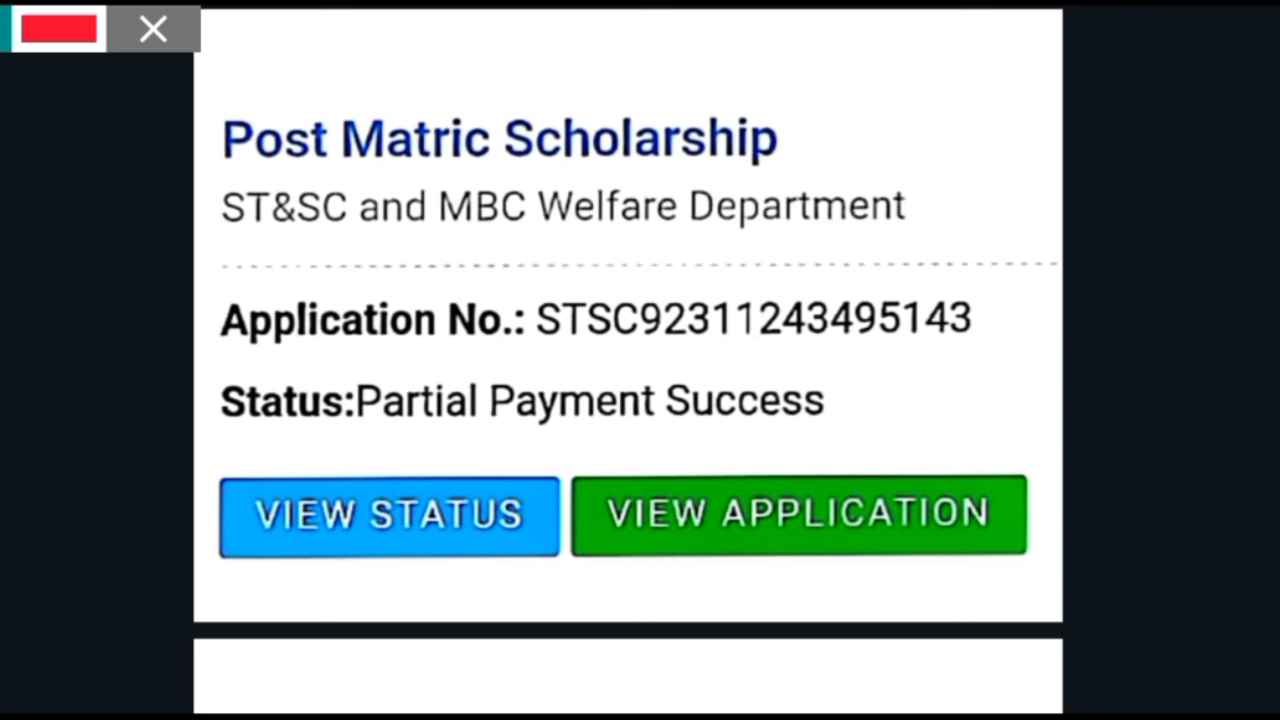 Post Matric Scholarship
ST&SC and MBC Welfare Department
Application No.: STSC92311243495143
Status:Partial Payment Success
VIEW STATUS VIEW APPLICATION